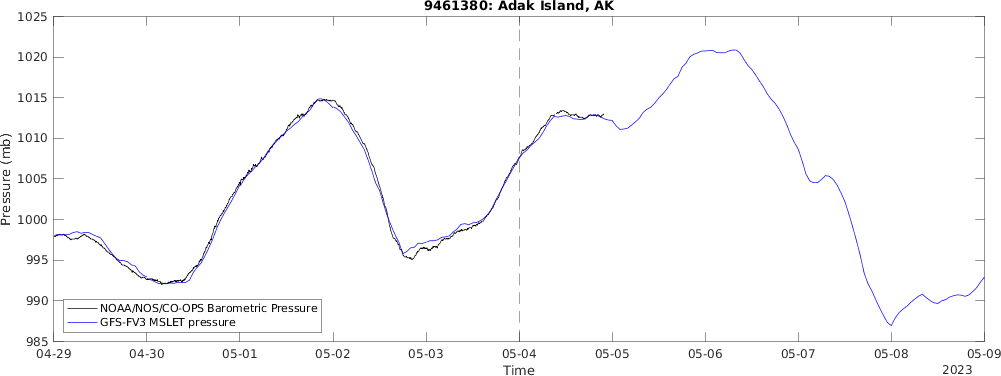 9461380: Adak Island, AK
Pressure (mb)
1025
1020
1015
1010
1005
1000
995
990
985
NOAA/NOS/CO-OPS Barometric Pressure
GFS-FV3 MSLET pressure
04-29 04-30 05-01 05-02 05-03 05-04 05-05 05-06 05-07 05-08 05-09
Time
2023